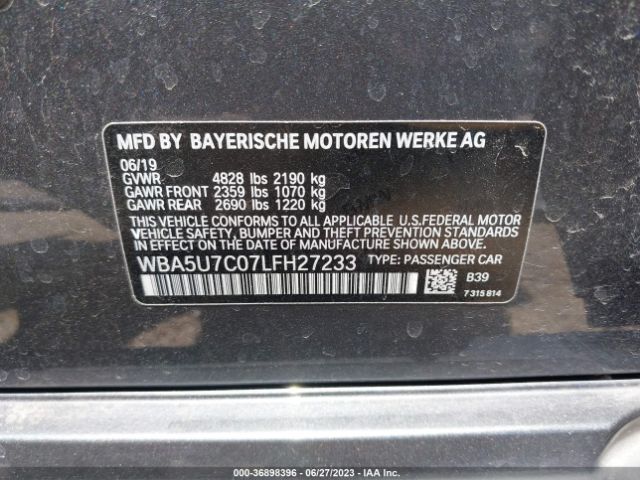 MFD BY BAYERISCHE MOTOREN WERKE AG
06/19
GVWR 4828 lbs 2190 kg
GAWR FRONT 2359 lbs 1070 kg
GAWR REAR 2690 lbs 1220 kg
THIS VEHICLE CONFORMS TO ALL APPLICABLE U.S.FEDERAL MOTOR
VEHICLE SAFETY, BUMPER AND THEFT PREVENTION STANDARDS
IN EFFECT ON THE DATE OF MANUFACTURE SHOWN ABOVE.
WBA5U7C07LFH27233 TYPE: PASSENGER CAR
B39
7 315 814
000-36898396 - 06/27/2023 - IAA Inc.